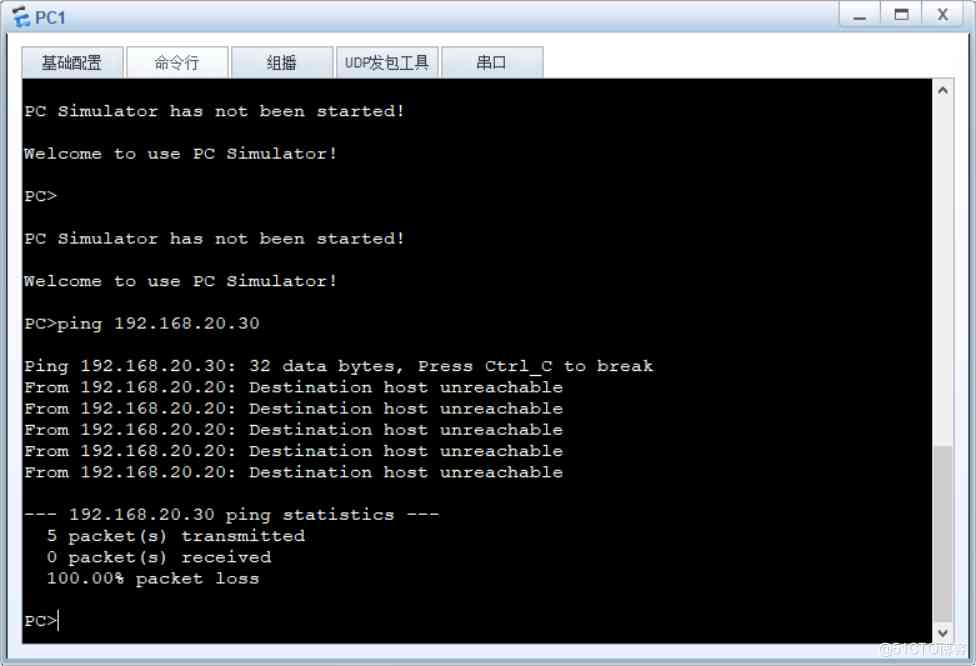 PC1
基础配置
命令行
组播
UDP发包工具
串口
PC Simulator has not been started!
Welcome to use PC Simulator!
PC>
PC Simulator has not been started!
Welcome to use PC Simulator!
PC>ping 192.168.20.30
Ping 192.168.20.30: 32 data bytes, Press Ctrl_C to break
From 192.168.20.20: Destination host unreachable
From 192.168.20.20: Destination host unreachable
From 192.168.20.20: Destination host unreachable
From 192.168.20.20: Destination host unreachable
From 192.168.20.20: Destination host unreachable
--- 192.168.20.30 ping statistics ---
5 packet(s) transmitted
0 packet(s) received
100.00% packet loss
PC>
@51CTO博客